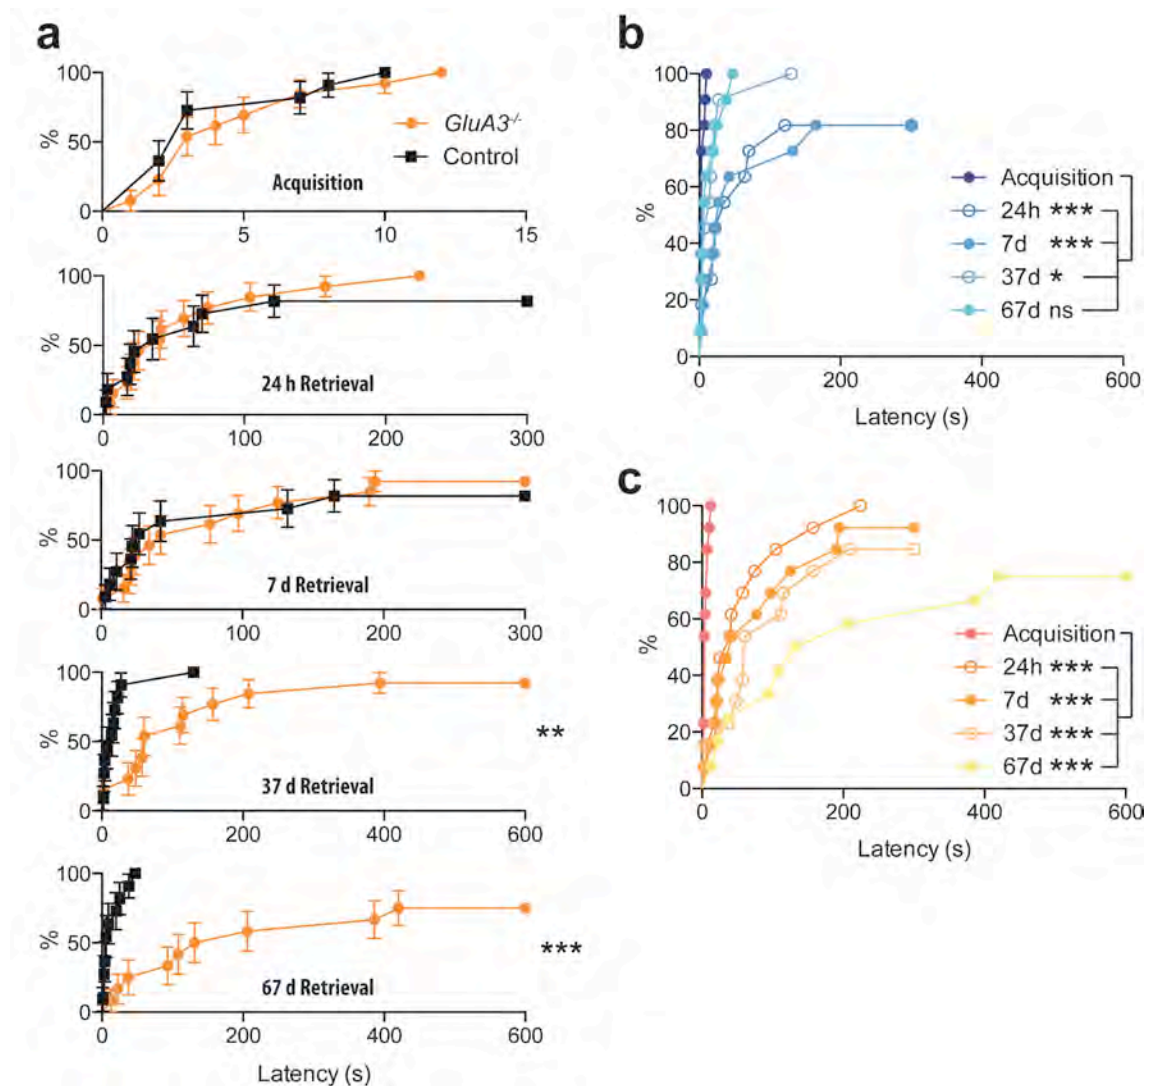 a
100
50
0
%
GluA3-/-
Control
Acquisition
0 5 10 15
100
50
0
%
24 h Retrieval
0 100 200 300
100
50
0
%
7 d Retrieval
0 100 200 300
100
50
0
%
37 d Retrieval
**
0 200 400 600
100
50
0
%
67 d Retrieval
***
0 200 400 600
Latency (s)
b
100
80
60
40
20
0
%
Acquisition
24h ***
7d ***
37d *
67d ns
0 200 400 600
Latency (s)
c
100
80
60
40
20
0
%
Acquisition
24h ***
7d ***
37d ***
67d ***
0 200 400 600
Latency (s)